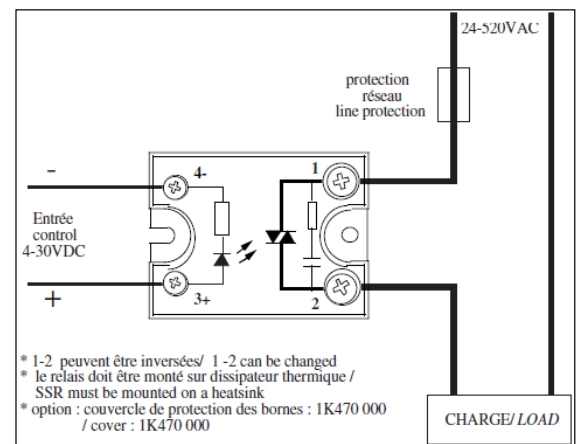 24-520VAC
protection
réseau
line protection
-
4-
1
Entrée
control
4-30VDC
+
3+
2
* 1-2 peuvent être inversées/ 1 -2 can be changed
* le relais doit être monté sur dissipateur thermique /
SSR must be mounted on a heatsink
* option : couvercle de protection des bornes : 1K470 000
/ cover : 1K470 000
CHARGE/ LOAD